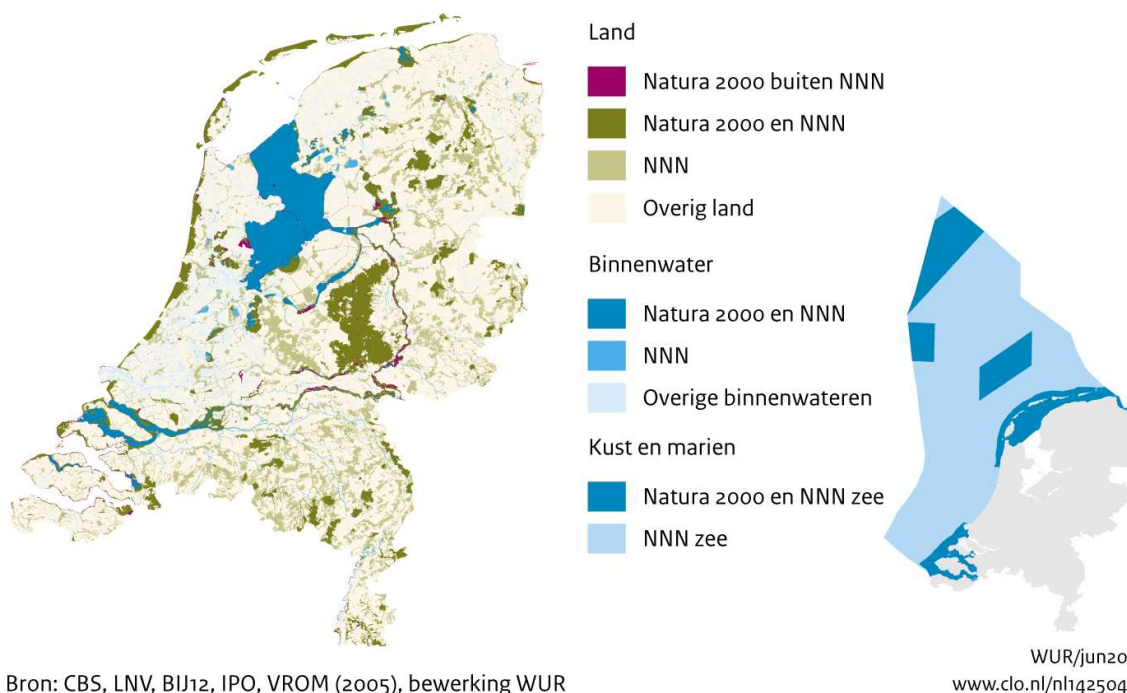 Land
Natura 2000 buiten NNN
Natura 2000 en NNN
NNN
Overig land
Binnenwater
Natura 2000 en NNN
NNN
Overige binnenwateren
Kust en marien
Natura 2000 en NNN zee
NNN zee
Bron: CBS, LNV, BIJ12, IPO, VROM (2005), bewerking WUR
WUR/jun20
www.clo.nl/nl142504